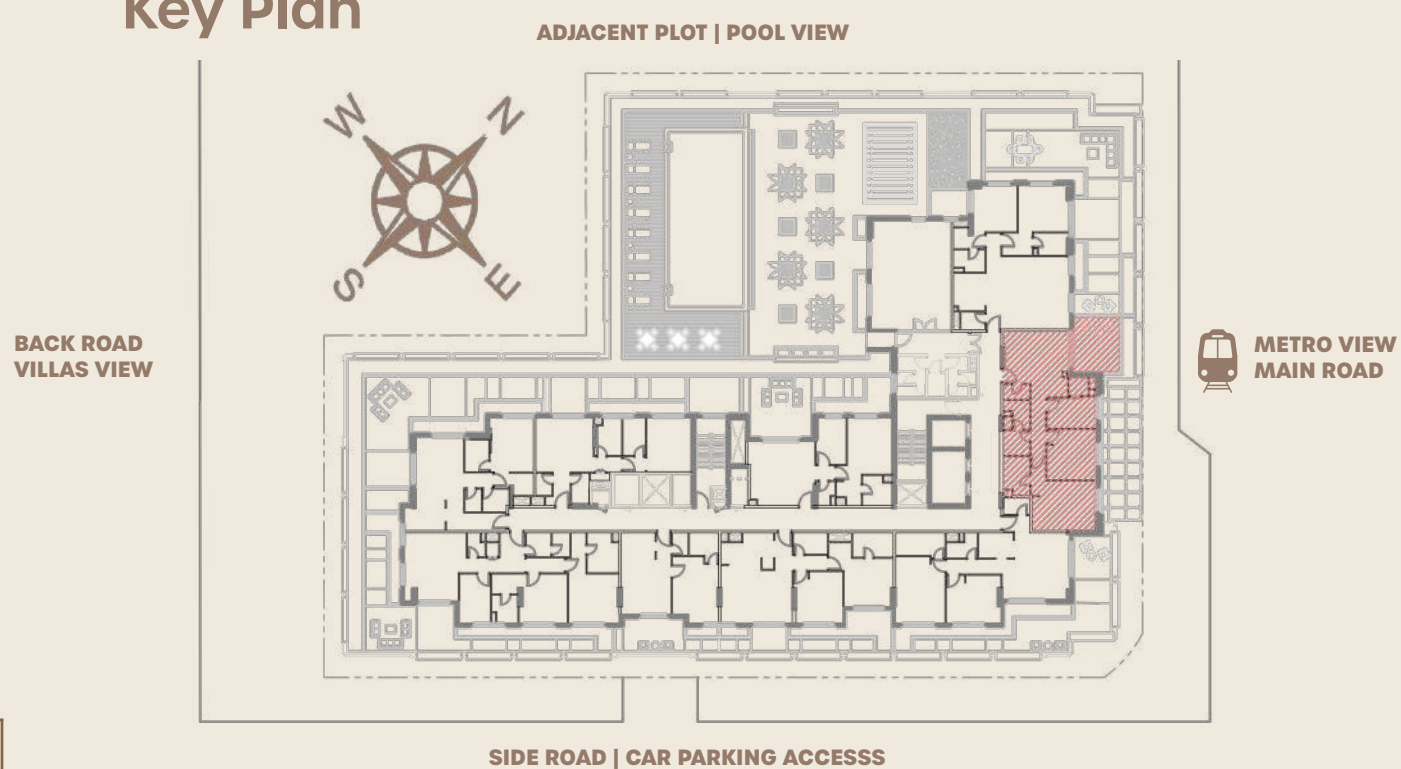 Key Plan
ADJACENT PLOT | POOL VIEW
W
N
S
E
BACK ROAD
VILLAS VIEW
METRO VIEW
MAIN ROAD
SIDE ROAD | CAR PARKING ACCESSS